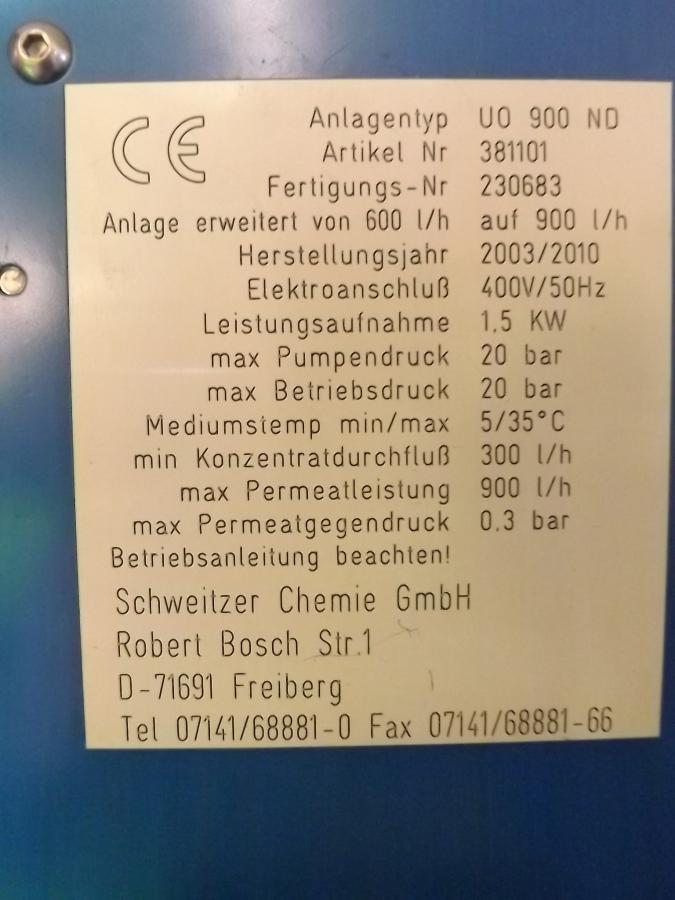 CE
Anlagentyp UO 900 ND
Artikel Nr 381101
Fertigungs-Nr 230683
Anlage erweitert von 600 l/h auf 900 l/h
Herstellungsjahr 2003/2010
Elektroanschluß 400V/50Hz
Leistungsaufnahme 1,5 KW
max Pumpendruck 20 bar
max Betriebsdruck 20 bar
Mediumstemp min/max 5/35°C
min Konzentratdurchfluß 300 l/h
max Permeatleistung 900 l/h
max Permeatgegendruck 0,3 bar
Betriebsanleitung beachten!
Schweitzer Chemie GmbH
Robert Bosch Str.1
D-71691 Freiberg
Tel 07141/68881-0 Fax 07141/68881-66